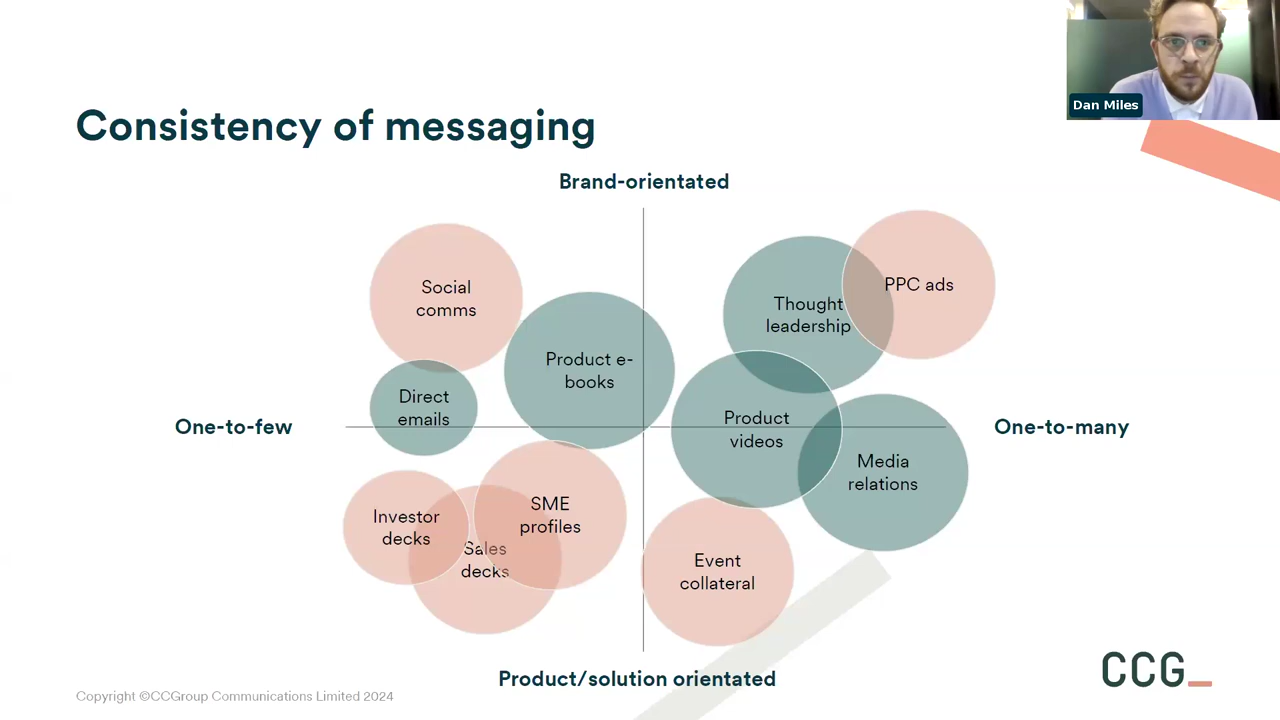 Dan Miles
Consistency of messaging
Brand-orientated
Social
comms
Thought
leadership
PPC ads
Product e-
books
Direct
emails
Product
videos
One-to-few
One-to-many
Media
relations
Investor
decks
SME
profiles
Sales
decks
Event
collateral
Product/solution orientated
CCG_
Copyright ©CCGroup Communications Limited 2024